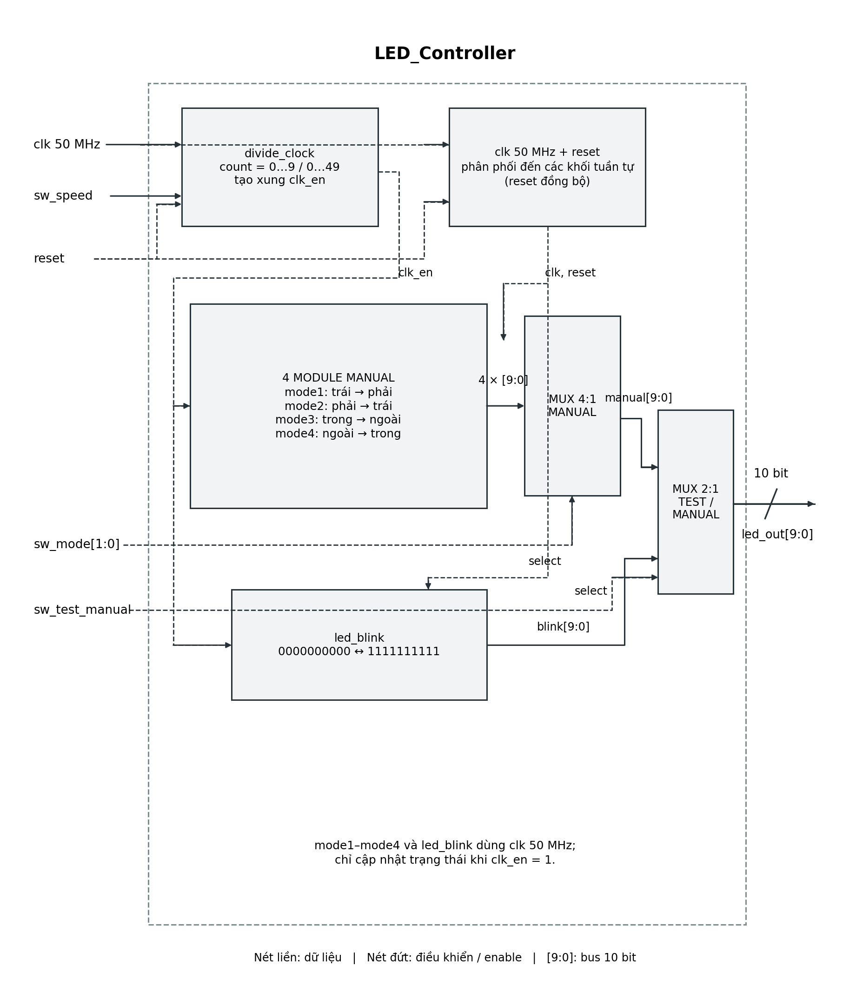 LED_Controller
clk 50 MHz
divide_clock
count = 0...9 / 0...49
tạo xung clk_en
clk 50 MHz + reset
phân phối đến các khối tuần tự
(reset đồng bộ)
sw_speed
reset
clk_en
clk, reset
4 MODULE MANUAL
mode1: trái → phải
mode2: phải → trái
mode3: trong → ngoài
mode4: ngoài → trong
4 × [9:0]
MUX 4:1
MANUAL
manual[9:0]
MUX 2:1
TEST /
MANUAL
10 bit
led_out[9:0]
sw_mode[1:0]
select
select
sw_test_manual
blink[9:0]
led_blink
0000000000 ↔ 1111111111
mode1–mode4 và led_blink dùng clk 50 MHz;
chỉ cập nhật trạng thái khi clk_en = 1.
Nét liền: dữ liệu | Nét đứt: điều khiển / enable | [9:0]: bus 10 bit